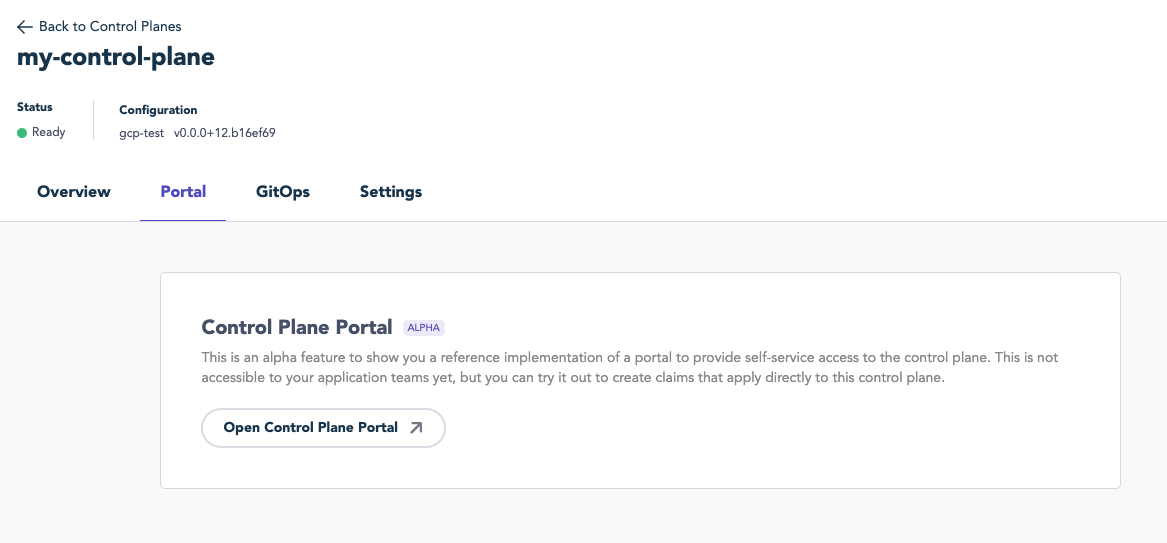 Back to Control Planes
my-control-plane
Status
Configuration
Ready
gcp-test v0.0.0+12.b16ef69
Overview Portal GitOps Settings
Control Plane Portal ALPHA
This is an alpha feature to show you a reference implementation of a portal to provide self-service access to the control plane. This is not
accessible to your application teams yet, but you can try it out to create claims that apply directly to this control plane.
Open Control Plane Portal